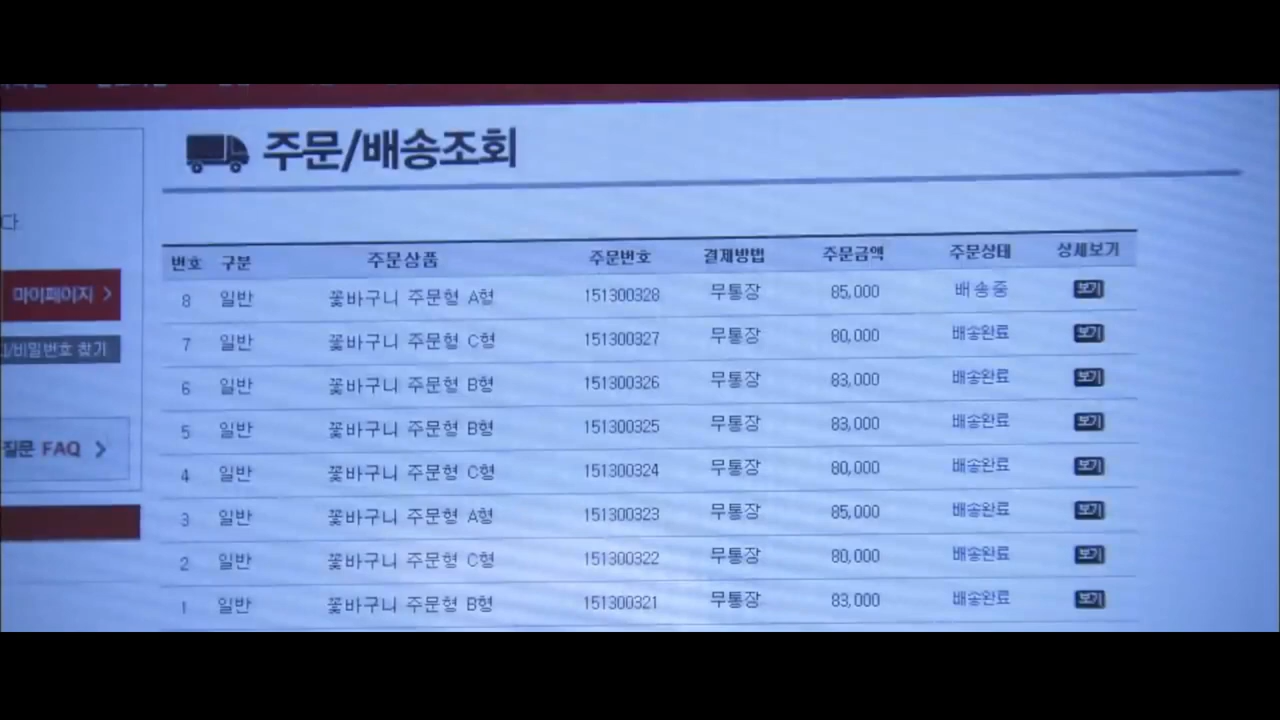 주문/배송조회
다
마이페이지 >
/비밀번호 찾기
질문 FAQ >
번호 구분 주문상품 주문번호 결제방법 주문금액 주문상태 상세보기
8 일반 꽃바구니 주문형 A형 151300328 무통장 85,000 배송중 보기
7 일반 꽃바구니 주문형 C형 151300327 무통장 80,000 배송완료 보기
6 일반 꽃바구니 주문형 B형 151300326 무통장 83,000 배송완료 보기
5 일반 꽃바구니 주문형 B형 151300325 무통장 83,000 배송완료 보기
4 일반 꽃바구니 주문형 C형 151300324 무통장 80,000 배송완료 보기
3 일반 꽃바구니 주문형 A형 151300323 무통장 85,000 배송완료 보기
2 일반 꽃바구니 주문형 C형 151300322 무통장 80,000 배송완료 보기
1 일반 꽃바구니 주문형 B형 151300321 무통장 83,000 배송완료 보기